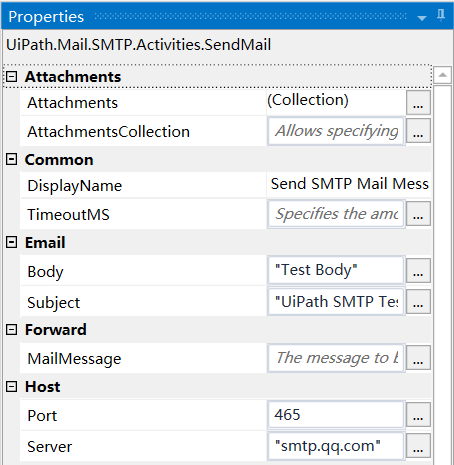 Properties
UiPath.Mail.SMTP.Activities.SendMail
Attachments
Attachments (Collection) ...
AttachmentsCollection Allows specifying ...
Common
DisplayName Send SMTP Mail Mess
TimeoutMS Specifies the amo ...
Email
Body "Test Body" ...
Subject "UiPath SMTP Tes ...
Forward
MailMessage The message to b ...
Host
Port 465 ...
Server "smtp.qq.com" ...